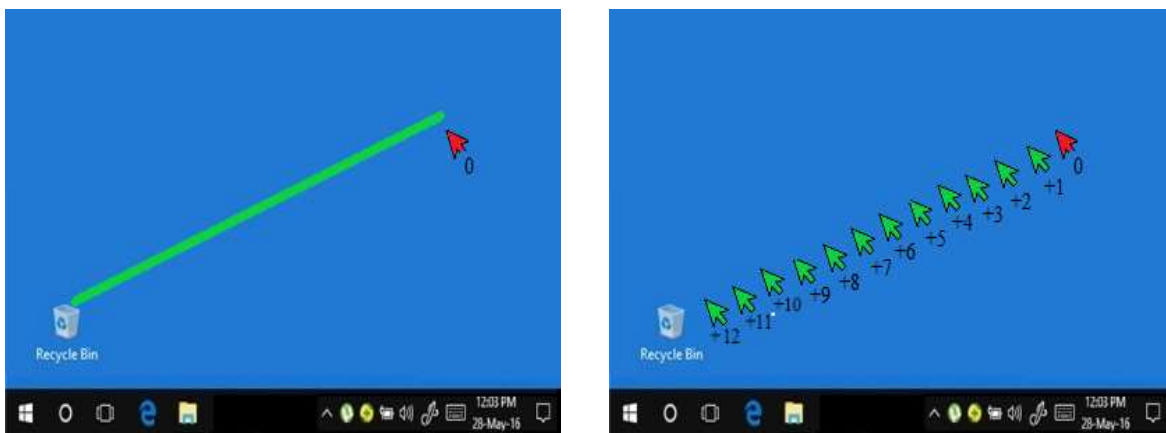 0
Recycle Bin
12:03 PM
28-May-16
0
+1
+2
+3
+4
+5
+6
+7
+8
+9
+10
+11
+12
Recycle Bin
12:03 PM
28-May-16